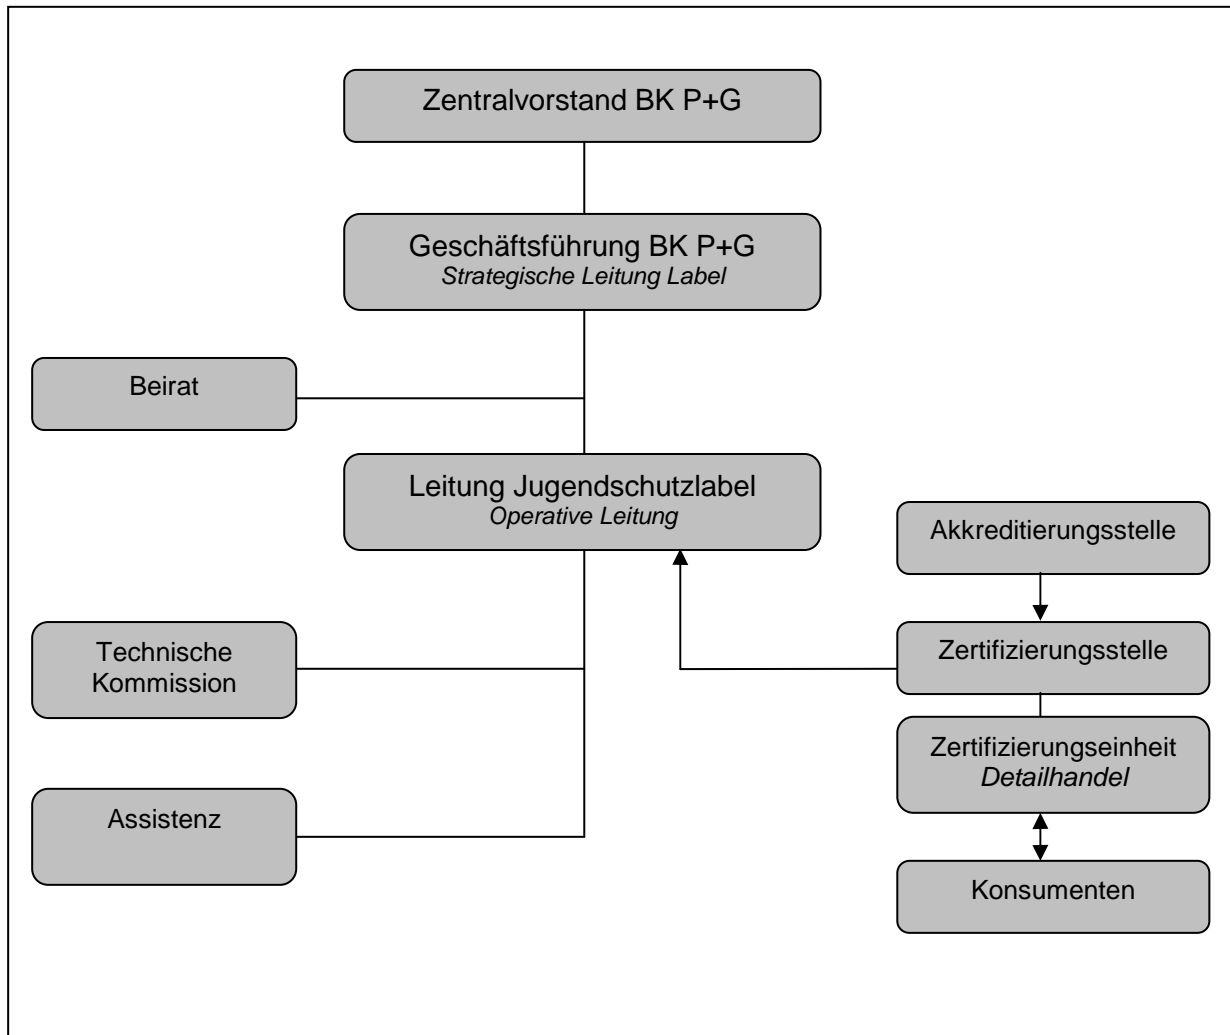 Zentralvorstand BK P+G
Geschäftsführung BK P+G
Strategische Leitung Label
Beirat
Leitung Jugendschutzlabel
Operative Leitung
Akkreditierungsstelle
Technische
Kommission
Zertifizierungsstelle
Zertifizierungseinheit
Detailhandel
Assistenz
Konsumenten